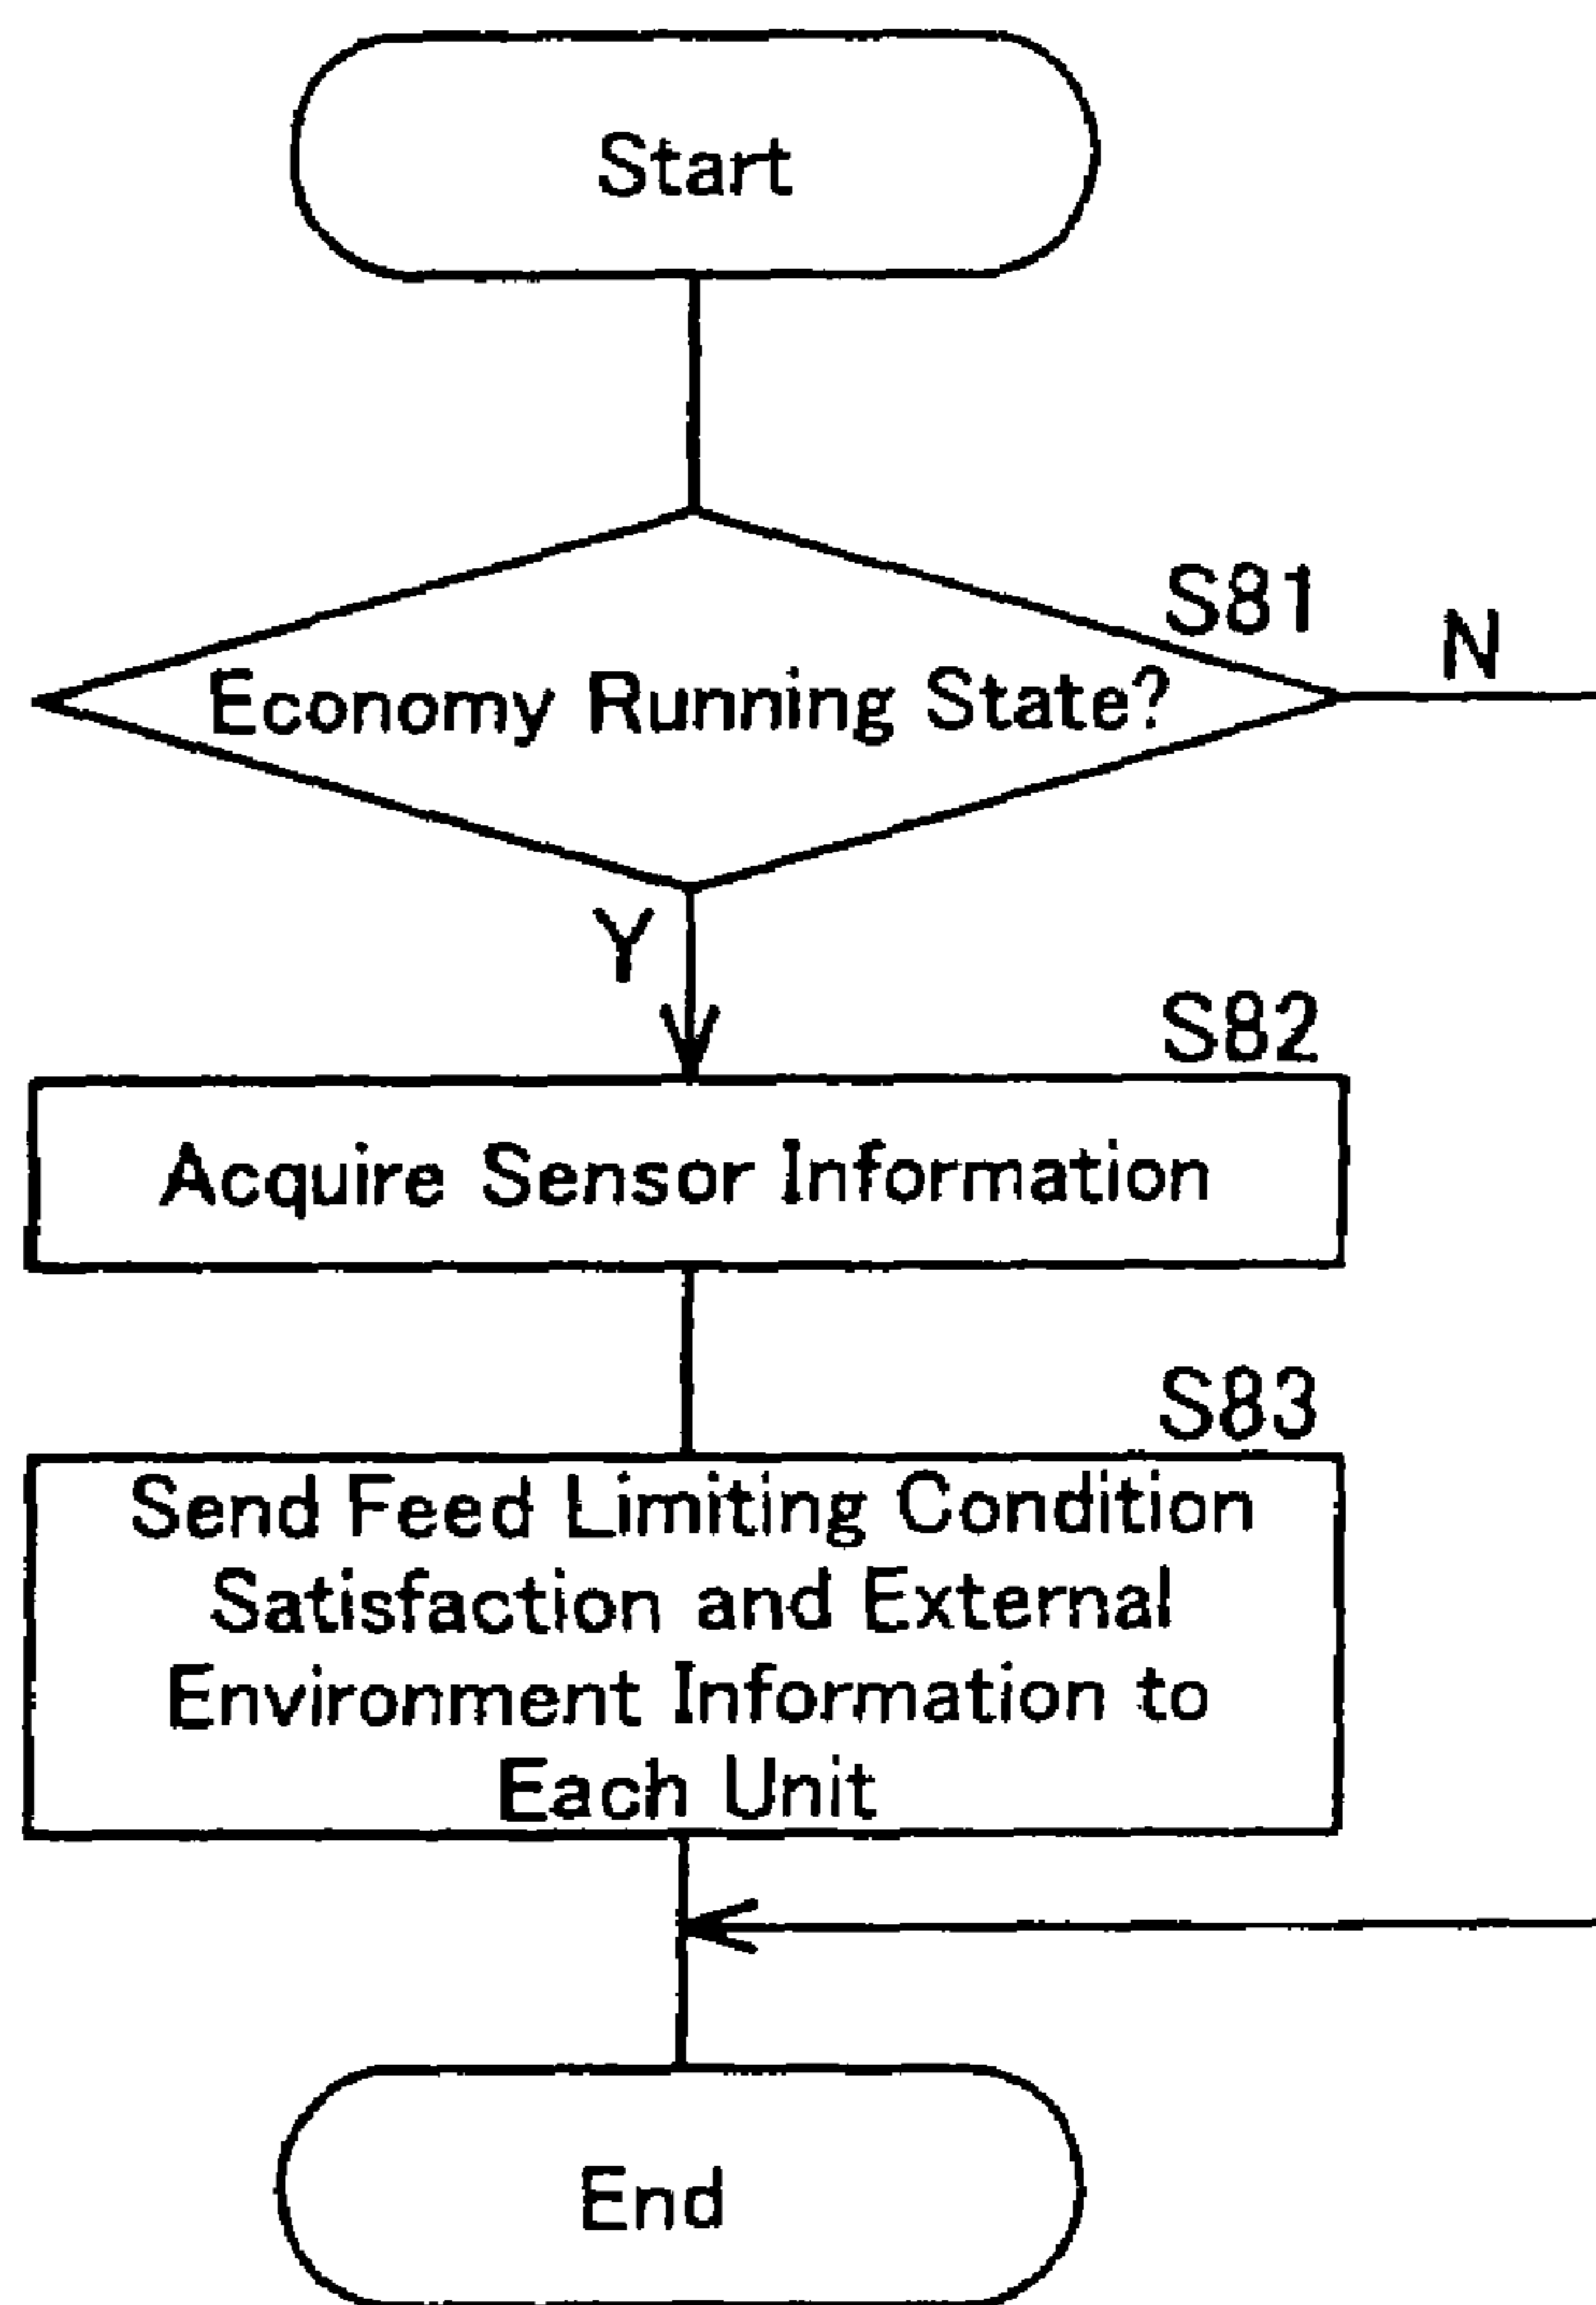 Start
S81
N
Economy Running State?
Y
S82
Acquire Sensor Information
S83
Send Feed Limiting Condition
Satisfaction and External
Environment Information to
Each Unit
End